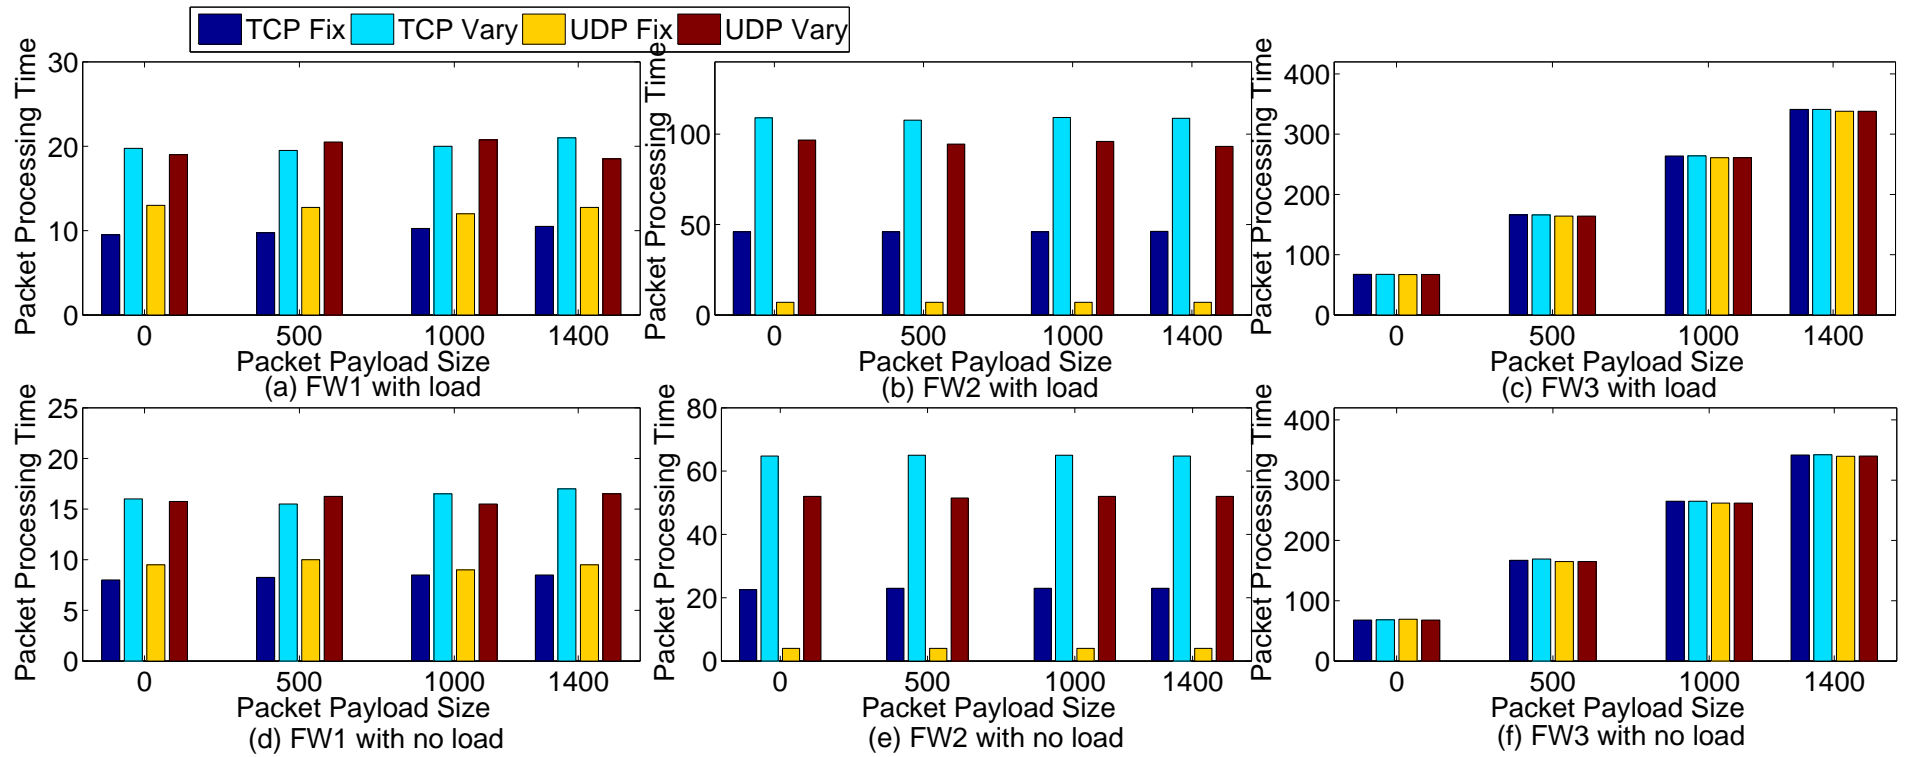 TCP Fix TCP Vary UDP Fix UDP Vary
Packet Processing Time
30
20
10
0
0 500 1000 1400
Packet Payload Size
(a) FW1 with load
Packet Processing Time
100
50
0
0 500 1000 1400
Packet Payload Size
(b) FW2 with load
Packet Processing Time
400
300
200
100
0
0 500 1000 1400
Packet Payload Size
(c) FW3 with load
Packet Processing Time
25
20
15
10
5
0
0 500 1000 1400
Packet Payload Size
(d) FW1 with no load
Packet Processing Time
80
60
40
20
0
0 500 1000 1400
Packet Payload Size
(e) FW2 with no load
Packet Processing Time
400
300
200
100
0
0 500 1000 1400
Packet Payload Size
(f) FW3 with no load